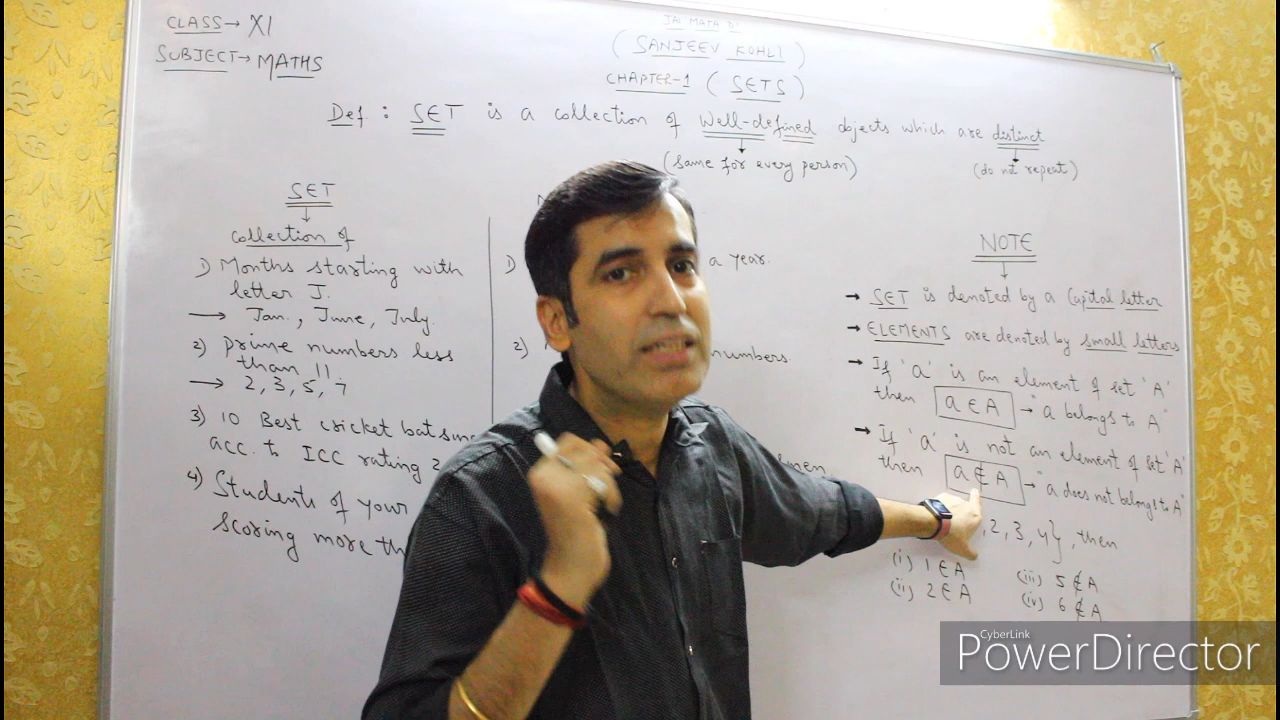 CLASS → XI
SUBJECT → MATHS
JAI MATA DI
( SANJEEV KOHLI )
CHAPTER-1 ( SETS )
Def : SET is a collection of Well-defined objects which are distinct
(Same for every person)
(do not repeat)
SET
collection of
1) Months starting with
letter J.
→ Jan., June, July.
2) Prime numbers less
than 11.
→ 2, 3, 5, 7
3) 10 Best cricket
acc. to ICC rating
4) Students of your
scoring more
1) a year.
2) numbers.
NOTE
→ SET is denoted by a Capital letter
→ ELEMENTS are denoted by small letters
→ If 'a' is an element of set 'A'
then a ∈ A → "a belongs to A"
→ If 'a' is not an element of set 'A'
then a ∉ A → "a does not belongs to A"
, 2, 3, 4} , then
(i) 1 ∈ A
(ii) 2 ∈ A
(iii) 5 ∉ A
(iv) 6 ∉ A
CyberLink
PowerDirector